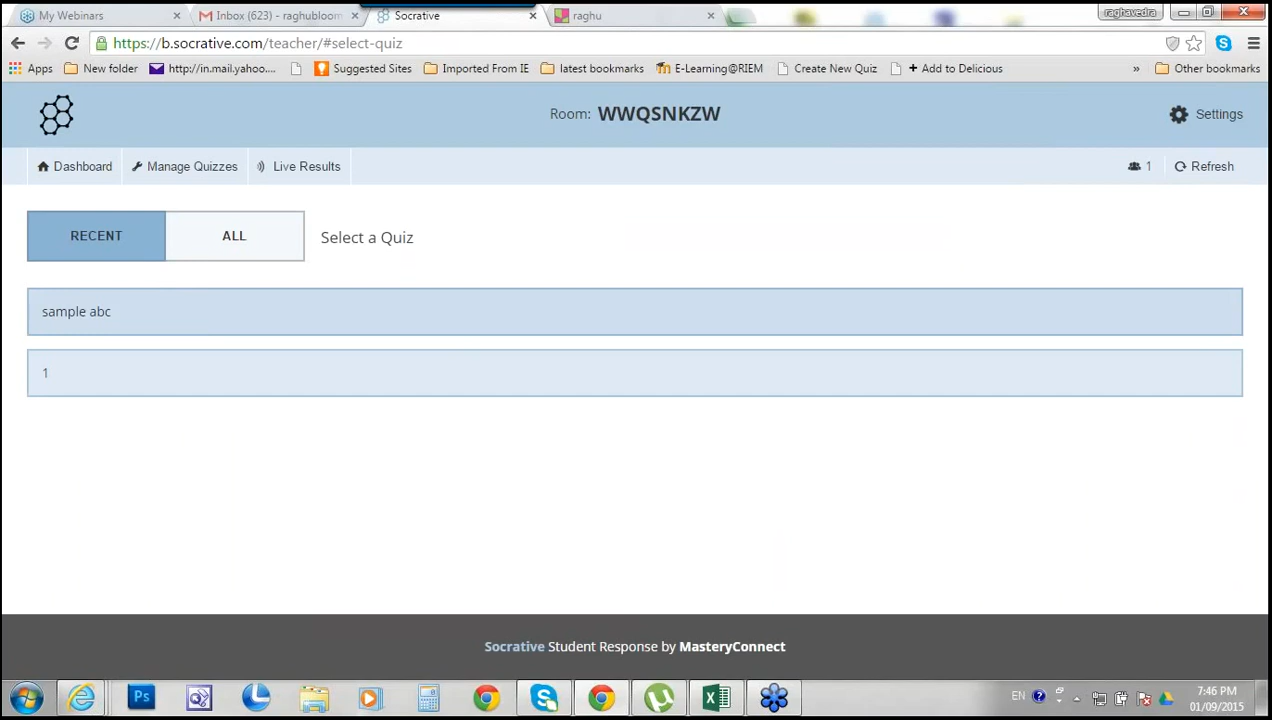 My Webinars
Inbox (623) - raghubloom
Socrative
raghu
raghavedra
https://b.socrative.com/teacher/#select-quiz
Apps New folder http://in.mail.yahoo.... Suggested Sites Imported From IE latest bookmarks E-Learning@RIEM Create New Quiz + Add to Delicious » Other bookmarks
Room: WWQSNKZW
Settings
Dashboard Manage Quizzes Live Results 1 Refresh
RECENT ALL Select a Quiz
sample abc
1
Socrative Student Response by MasteryConnect
Ps
EN 7:46 PM
01/09/2015